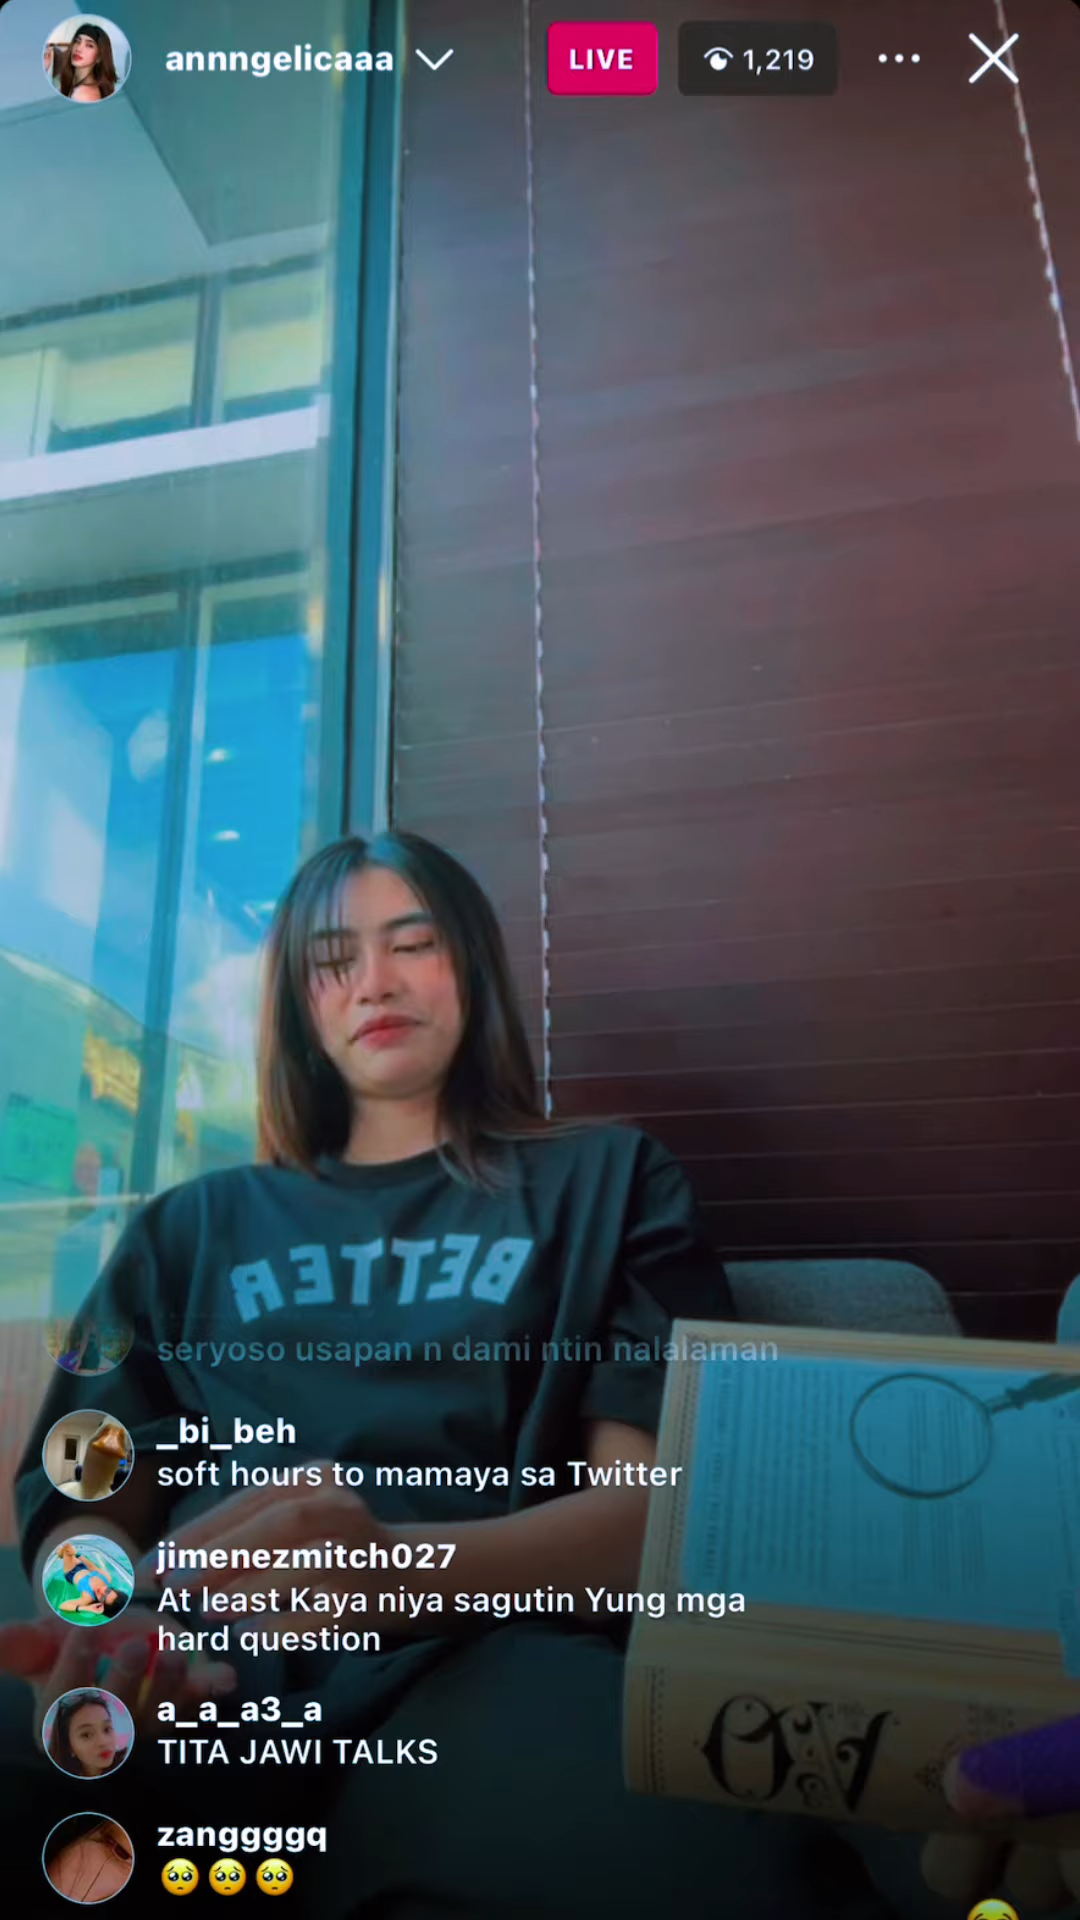 annngelicaaa
LIVE
1,219
BETTER
seryoso usapan n dami ntin nalalaman
_bi_beh
soft hours to mamaya sa Twitter
jimenezmitch027
At least Kaya niya sagutin Yung mga
hard question
a_a_a3_a
TITA JAWI TALKS
zanggggq
🥺🥺🥺